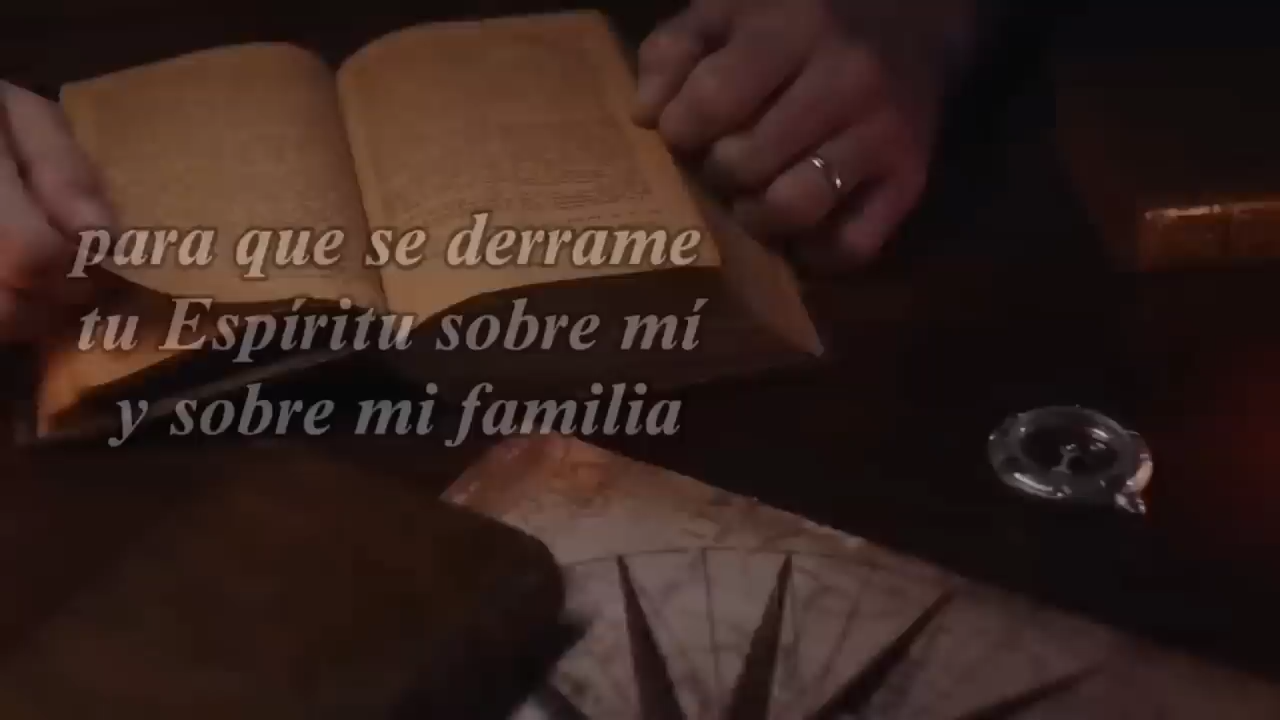 para que se derrame
tu Espíritu sobre mí
y sobre mi familia